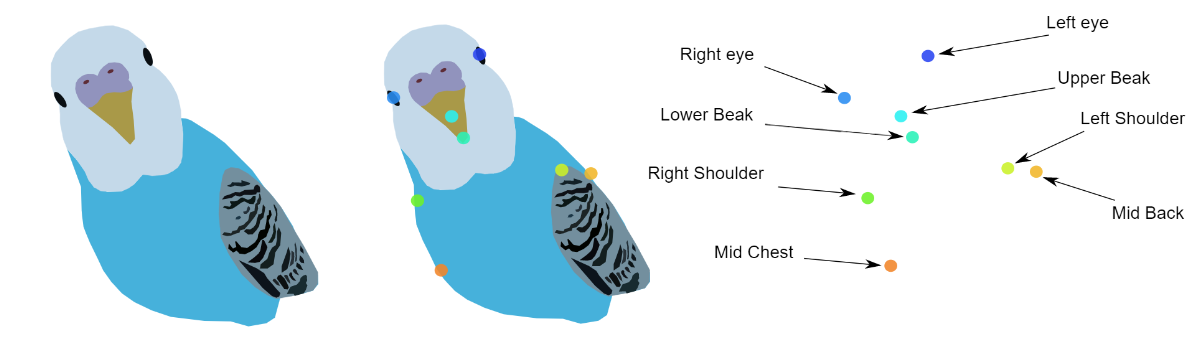 Left eye
Right eye
Upper Beak
Lower Beak
Left Shoulder
Right Shoulder
Mid Back
Mid Chest